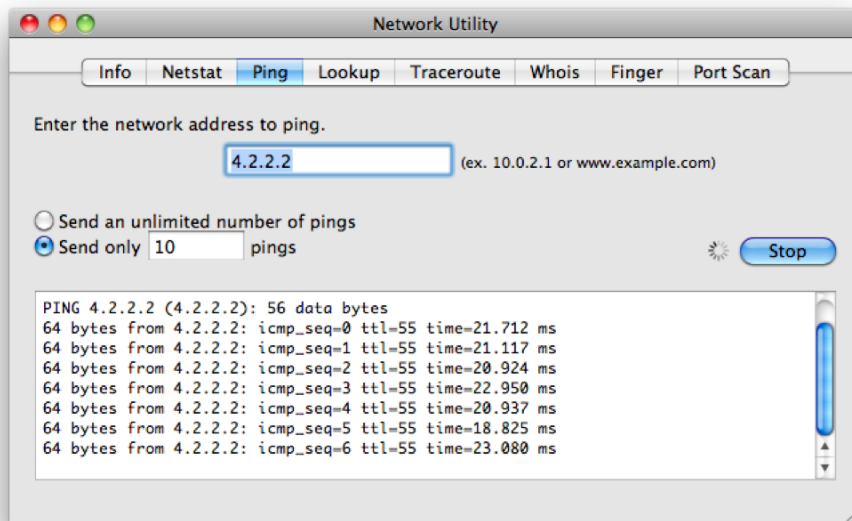 Network Utility
Info Netstat Ping Lookup Traceroute Whois Finger Port Scan
Enter the network address to ping.
4.2.2.2 (ex. 10.0.2.1 or www.example.com)
Send an unlimited number of pings
Send only 10 pings Stop
PING 4.2.2.2 (4.2.2.2): 56 data bytes
64 bytes from 4.2.2.2: icmp_seq=0 ttl=55 time=21.712 ms
64 bytes from 4.2.2.2: icmp_seq=1 ttl=55 time=21.117 ms
64 bytes from 4.2.2.2: icmp_seq=2 ttl=55 time=20.924 ms
64 bytes from 4.2.2.2: icmp_seq=3 ttl=55 time=22.950 ms
64 bytes from 4.2.2.2: icmp_seq=4 ttl=55 time=20.937 ms
64 bytes from 4.2.2.2: icmp_seq=5 ttl=55 time=18.825 ms
64 bytes from 4.2.2.2: icmp_seq=6 ttl=55 time=23.080 ms